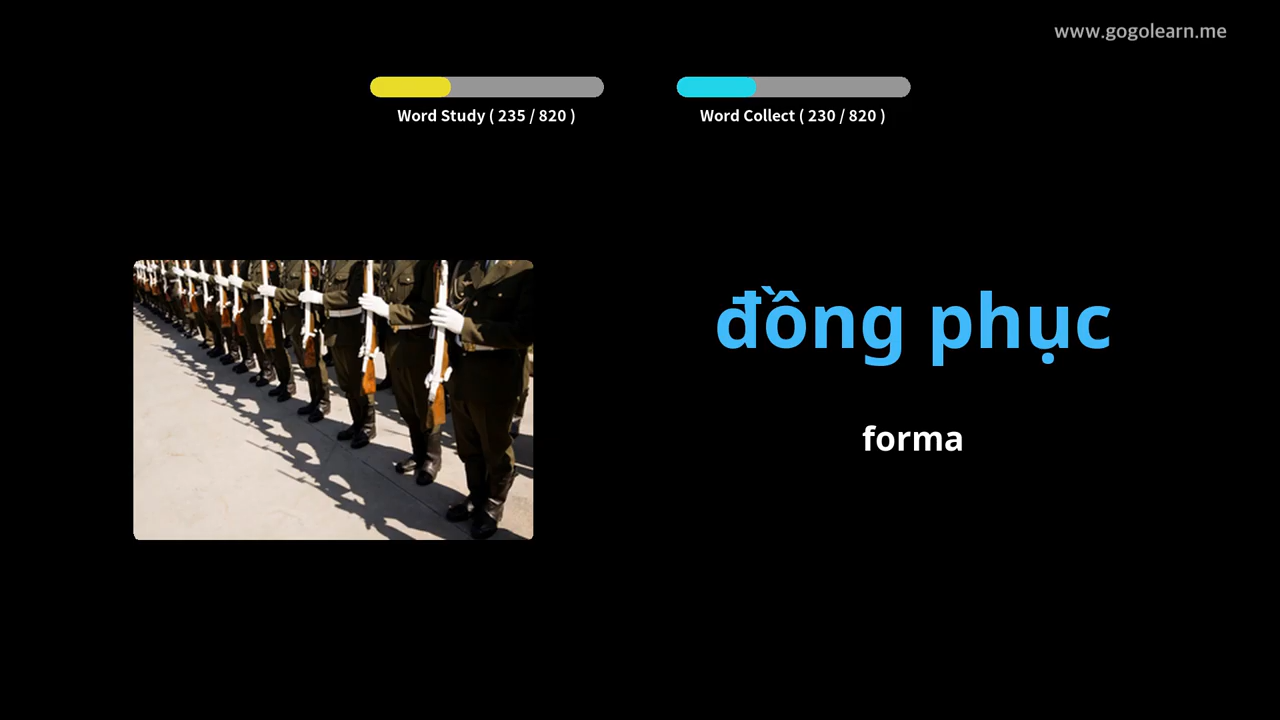 www.gogolearn.me
Word Study ( 235 / 820 )
Word Collect ( 230 / 820 )
đồng phục
forma